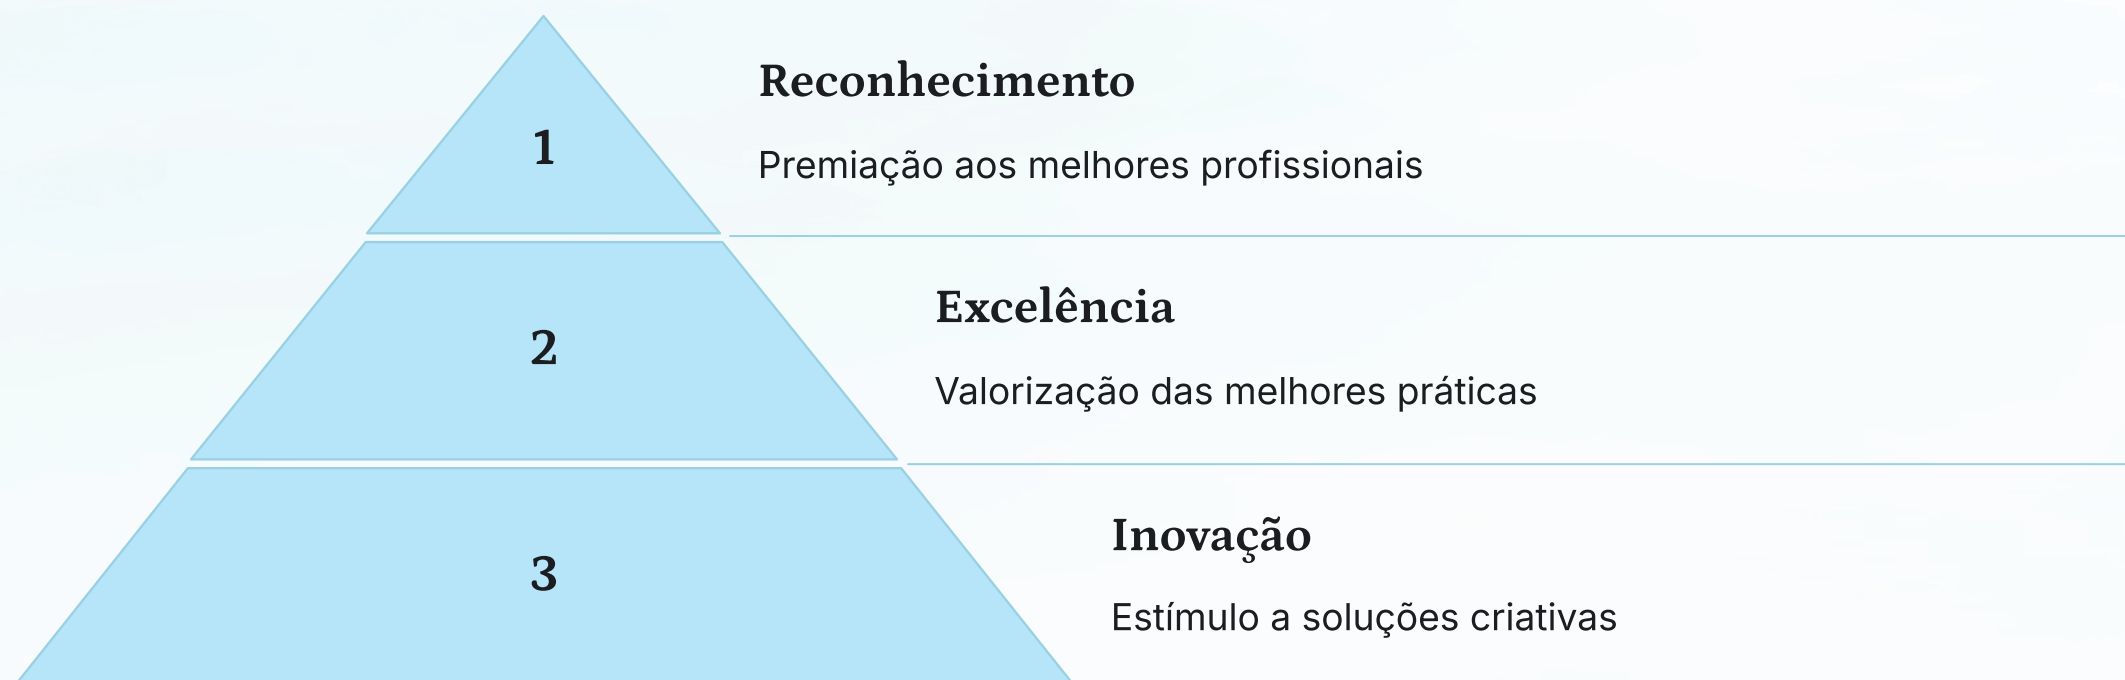 1
Reconhecimento
Premiação aos melhores profissionais
2
Excelência
Valorização das melhores práticas
3
Inovação
Estímulo a soluções criativas